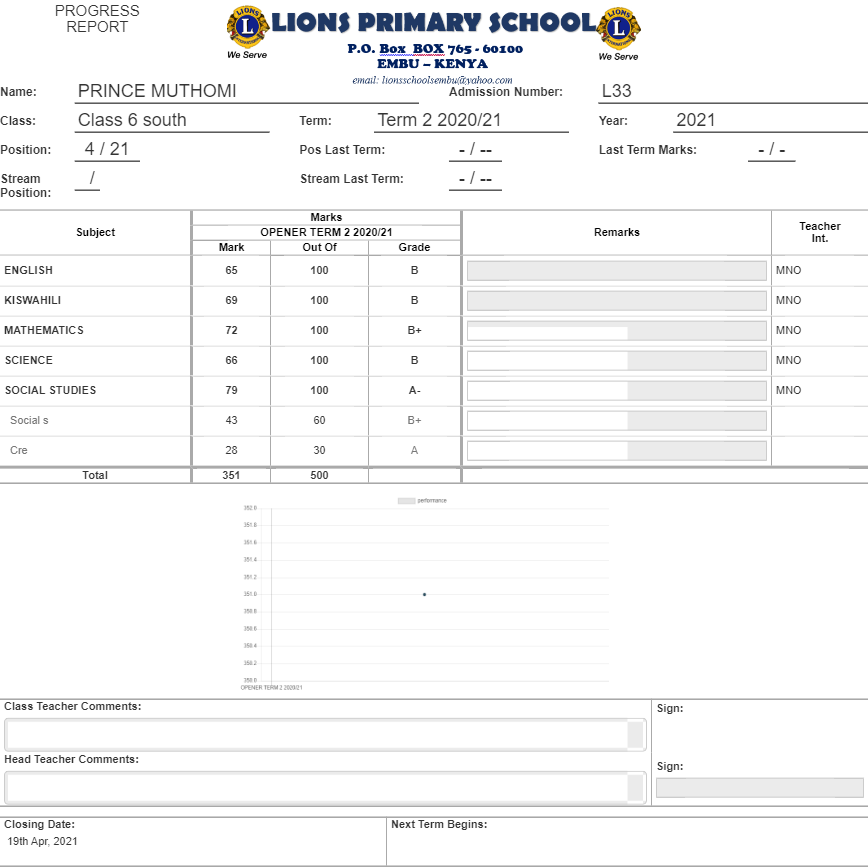 PROGRESS
REPORT
LIONS PRIMARY SCHOOL
L L
We Serve We Serve
P.O. Box BOX 765 - 60100
EMBU – KENYA
email: lionsschoolsembu@yahoo.com
Name: PRINCE MUTHOMI Admission Number: L33
Class: Class 6 south Term: Term 2 2020/21 Year: 2021
Position: 4 / 21 Pos Last Term: - / -- Last Term Marks: - / -
Stream Position: / Stream Last Term: - / --
Subject Marks Remarks Teacher Int.
OPENER TERM 2 2020/21
Mark Out Of Grade
ENGLISH 65 100 B MNO
KISWAHILI 69 100 B MNO
MATHEMATICS 72 100 B+ MNO
SCIENCE 66 100 B MNO
SOCIAL STUDIES 79 100 A- MNO
Social s 43 60 B+
Cre 28 30 A
Total 351 500
performance
352.0
351.8
351.6
351.4
351.2
351.0
350.8
350.6
350.4
350.2
350.0
OPENER TERM 2 2020/21
Class Teacher Comments: Sign:
Head Teacher Comments: Sign:
Closing Date: Next Term Begins:
19th Apr, 2021